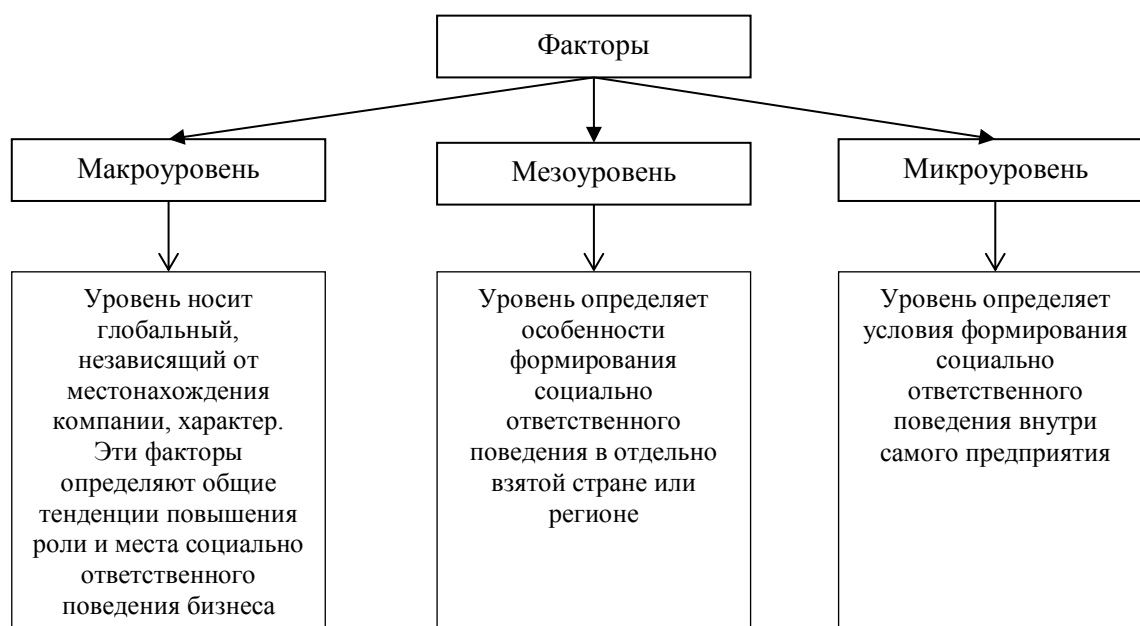 Факторы
Макроуровень
Мезоуровень
Микроуровень
Уровень носит
глобальный,
независящий от
местонахождения
компании, характер.
Эти факторы
определяют общие
тенденции повышения
роли и места социально
ответственного
поведения бизнеса
Уровень определяет
особенности
формирования
социально
ответственного
поведения в отдельно
взятой стране или
регионе
Уровень определяет
условия формирования
социально
ответственного
поведения внутри
самого предприятия